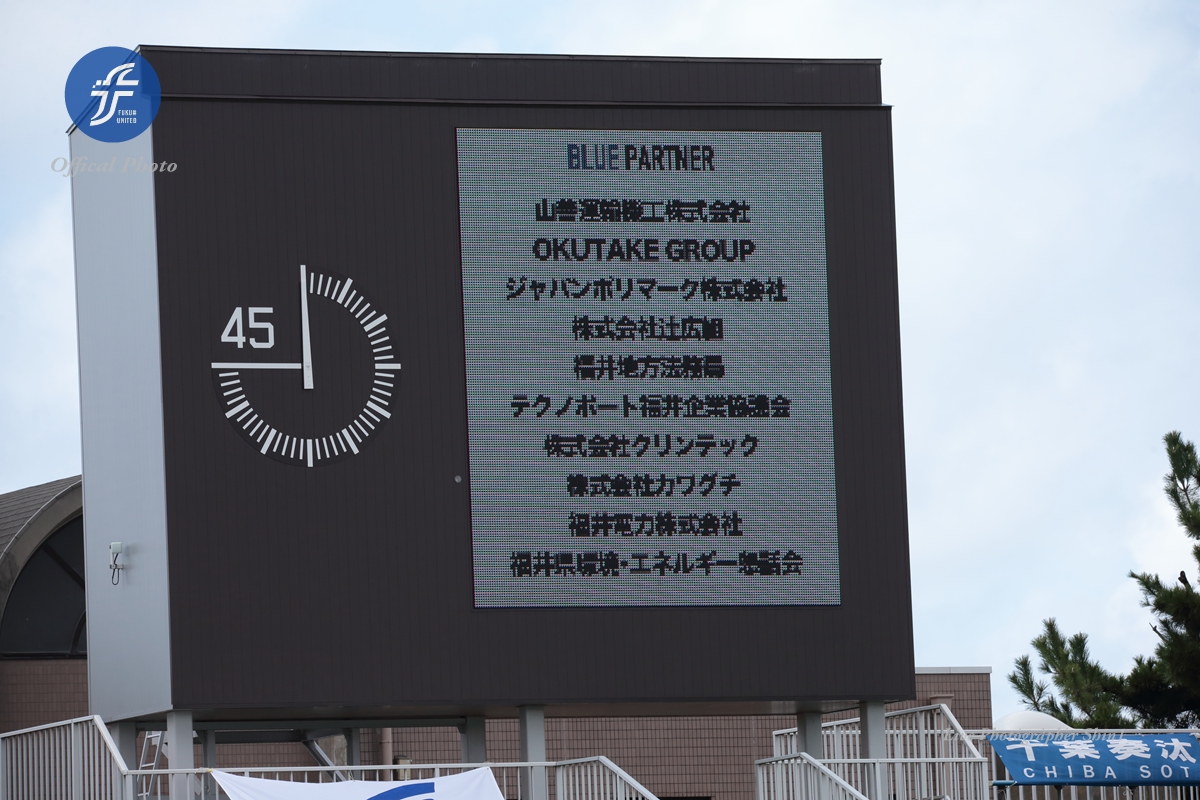 FUKUI
UNITED
Offical Photo
BLUE PARTNER
山善運輸機工株式会社
OKUTAKE GROUP
ジャパンポリマーク株式会社
株式会社辻広組
福井地方法務局
テクノポート福井企業協議会
株式会社クリンテック
株式会社カワグチ
福井電力株式会社
福井県環境・エネルギー懇話会
45
Photographer
千葉奏汰
CHIBA SOT